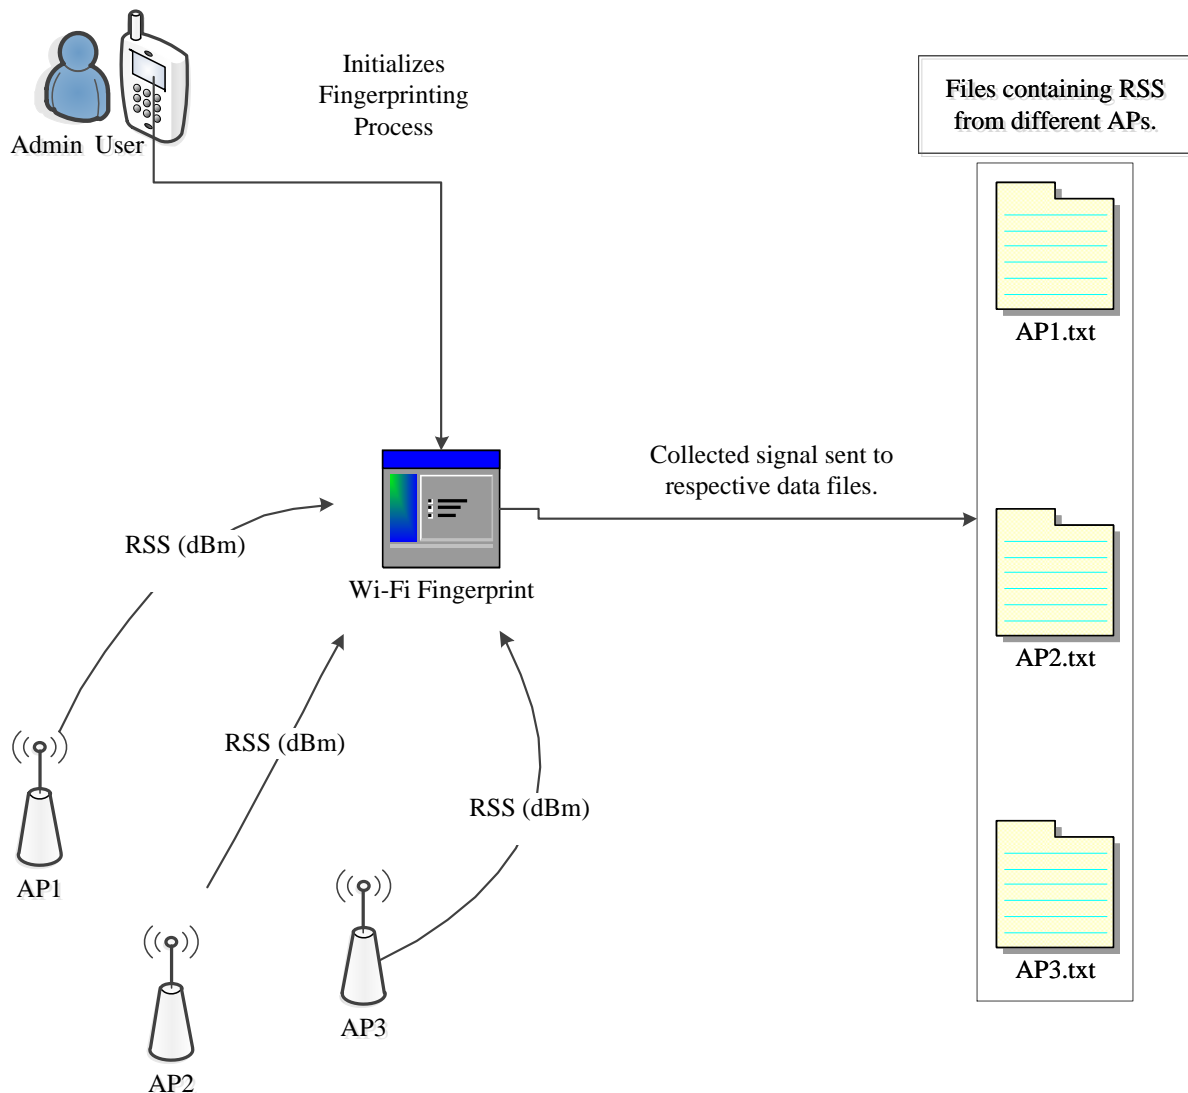 Initializes
Fingerprinting
Process
Admin User
Files containing RSS
from different APs.
AP1.txt
Collected signal sent to
respective data files.
RSS (dBm)
Wi-Fi Fingerprint
AP2.txt
RSS (dBm)
RSS (dBm)
AP1
AP3.txt
AP3
AP2